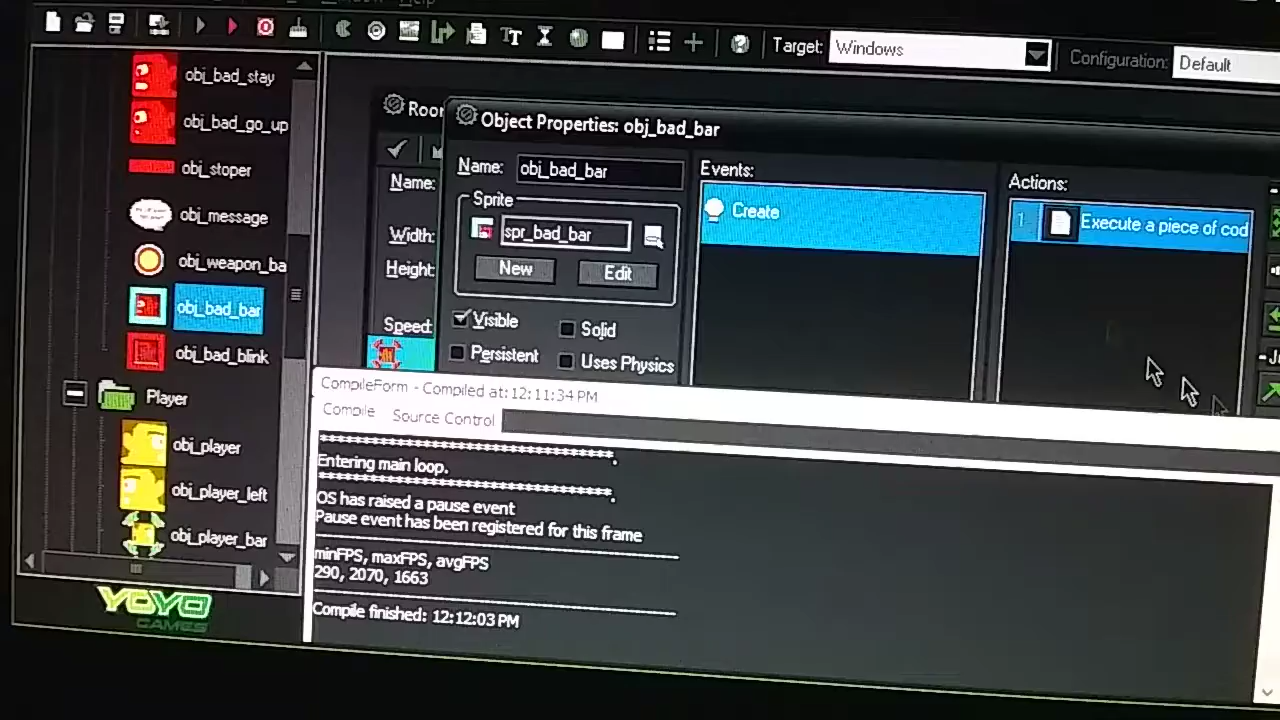 Target:
Windows
Configuration:
Default
obj_bad_stay
obj_bad_go_up
obj_stoper
obj_message
obj_weapon_ba
obj_bad_bar
obj_bad_blink
Player
obj_player
obj_player_left
obj_player_bar
YOYO
GAMES
Roon
Name:
Width:
Height:
Speed:
Object Properties: obj_bad_bar
Name:
obj_bad_bar
Sprite
spr_bad_bar
New
Edit
Visible
Solid
Persistent
Uses Physics
Events:
Create
Actions:
1
Execute a piece of cod
CompileForm - Compiled at: 12:11:34 PM
Compile
Source Control
Entering main loop.
OS has raised a pause event
Pause event has been registered for this frame
minFPS, maxFPS, avgFPS
290, 2070, 1663
Compile finished: 12:12:03 PM